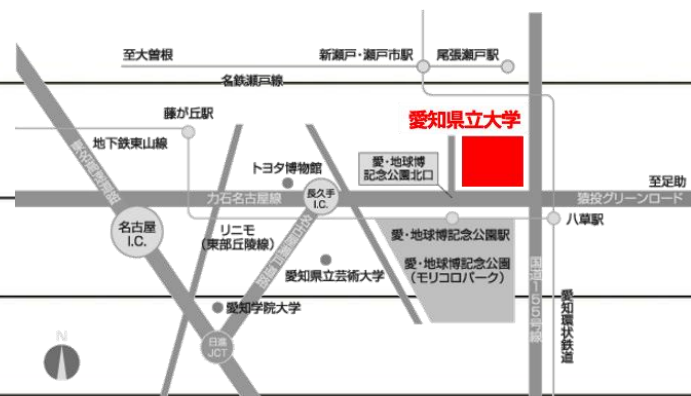 至大曽根
新瀬戸・瀬戸市駅
尾張瀬戸駅
名鉄瀬戸線
藤が丘駅
愛知県立大学
地下鉄東山線
愛・地球博
記念公園北口
トヨタ博物館
至足助
力石名古屋線
長久手
I.C.
猿投グリーンロード
八草駅
名古屋
I.C.
リニモ
（東部丘陵線）
愛・地球博記念公園駅
愛知県立芸術大学
愛・地球博記念公園
（モリコロパーク）
国道155号線
愛知環状鉄道
愛知学院大学
日進
JCT
N